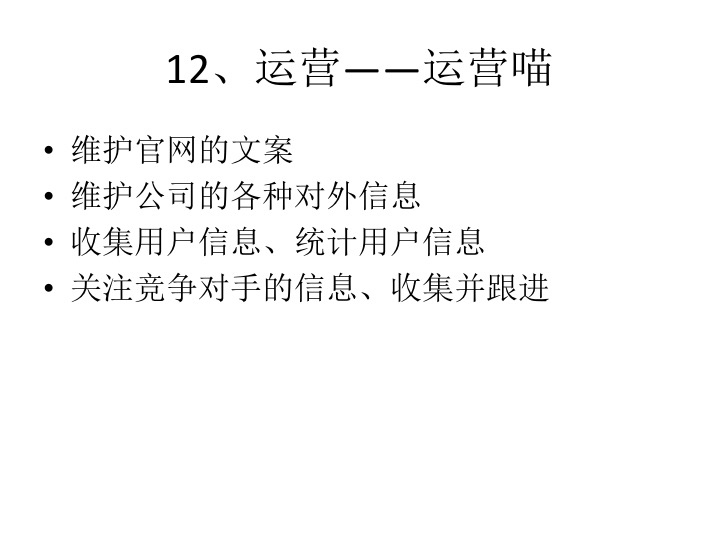 12、运营——运营喵
• 维护官网的文案
• 维护公司的各种对外信息
• 收集用户信息、统计用户信息
• 关注竞争对手的信息、收集并跟进